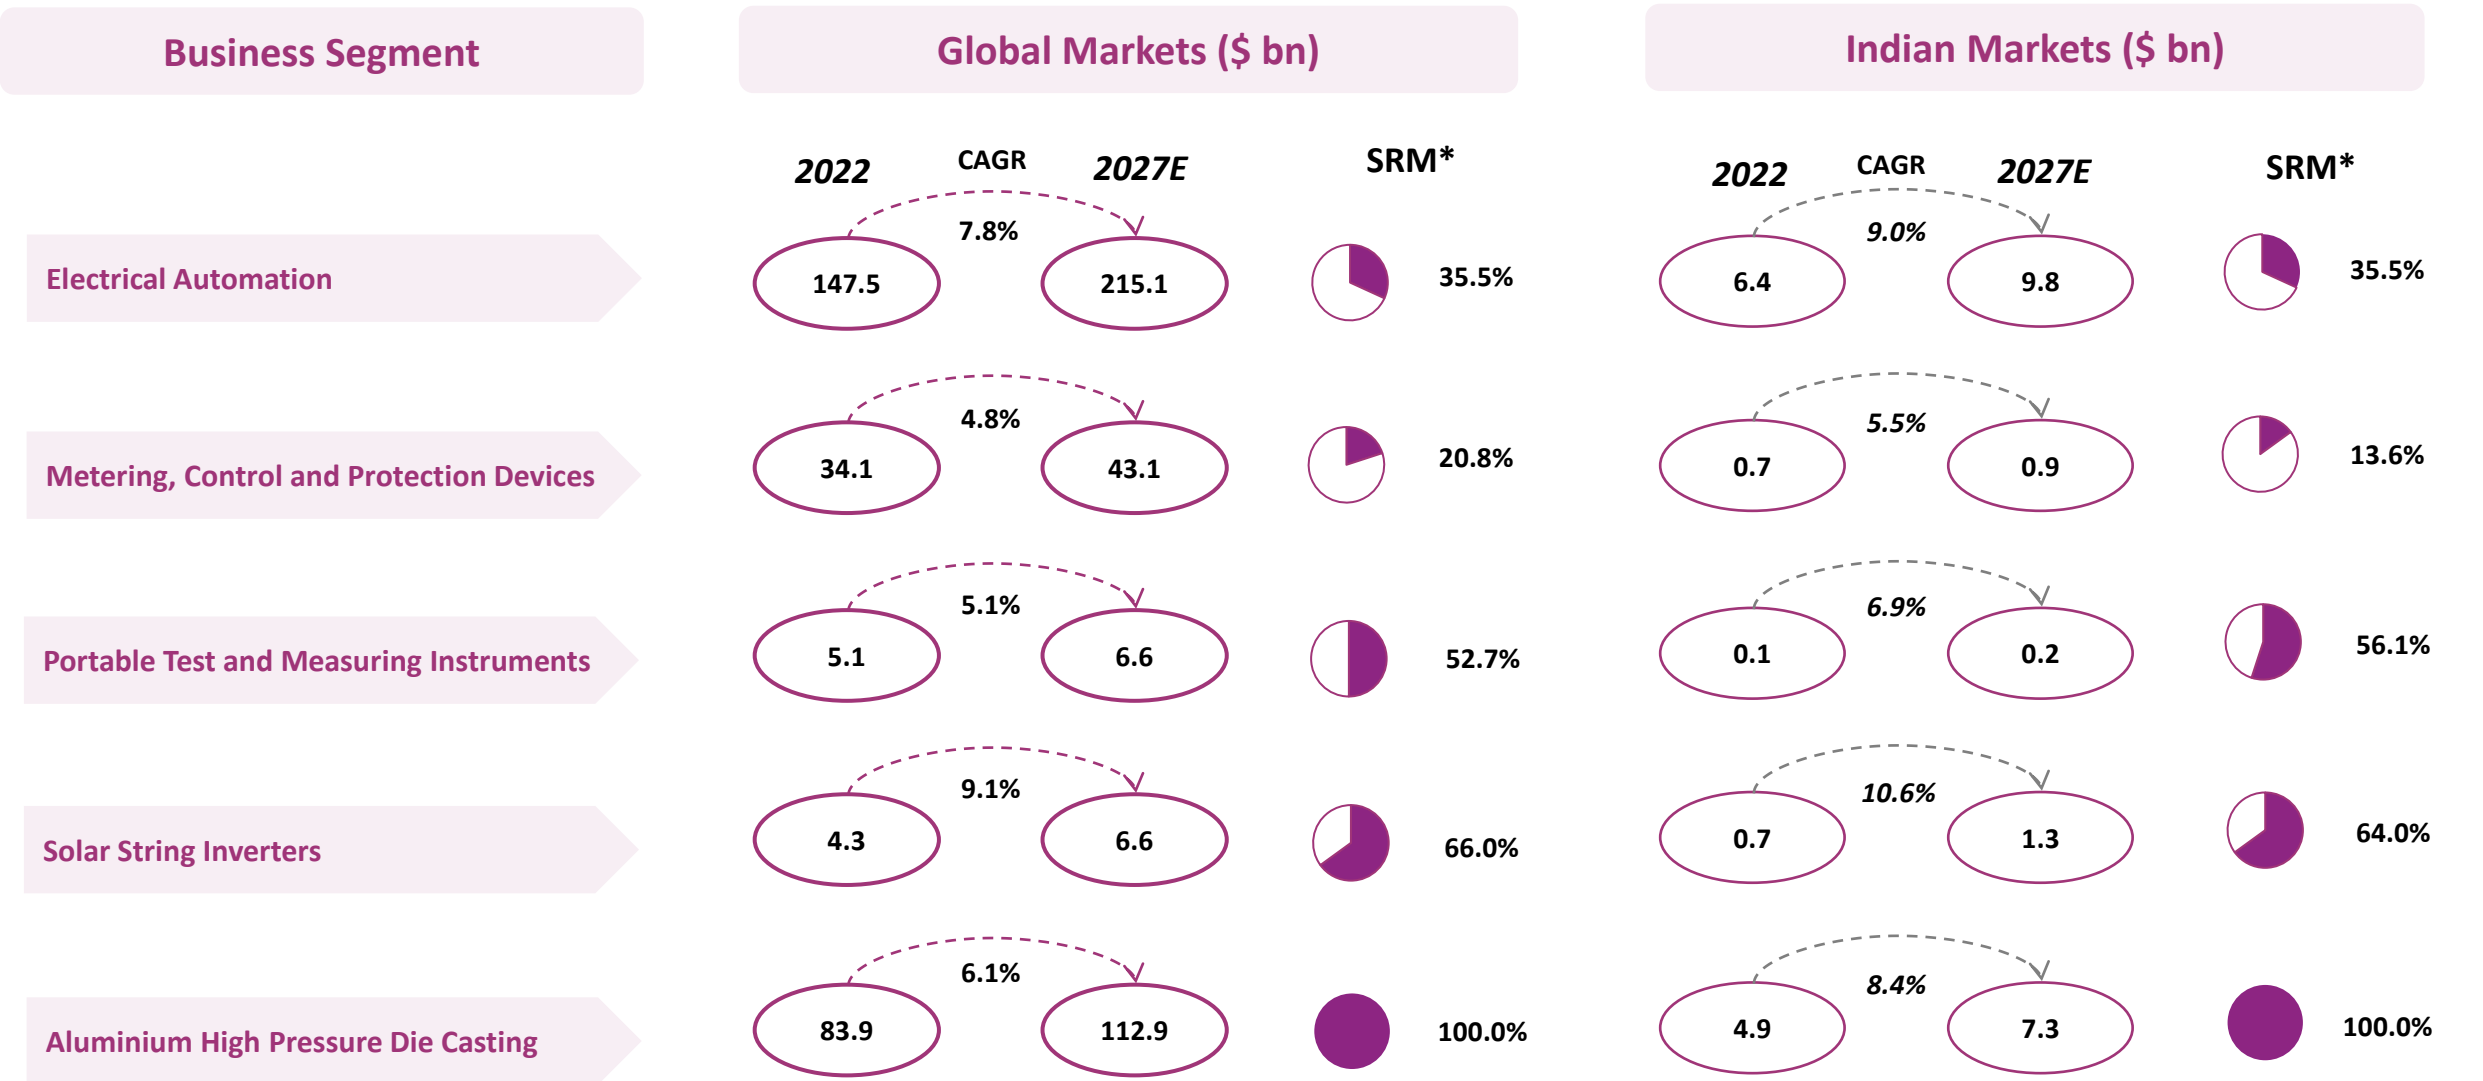 Business Segment
Global Markets ($ bn)
Indian Markets ($ bn)
2022 CAGR 2027E SRM*
2022 CAGR 2027E SRM*
Electrical Automation
147.5 7.8% 215.1 35.5%
6.4 9.0% 9.8 35.5%
Metering, Control and Protection Devices
34.1 4.8% 43.1 20.8%
0.7 5.5% 0.9 13.6%
Portable Test and Measuring Instruments
5.1 5.1% 6.6 52.7%
0.1 6.9% 0.2 56.1%
Solar String Inverters
4.3 9.1% 6.6 66.0%
0.7 10.6% 1.3 64.0%
Aluminium High Pressure Die Casting
83.9 6.1% 112.9 100.0%
4.9 8.4% 7.3 100.0%